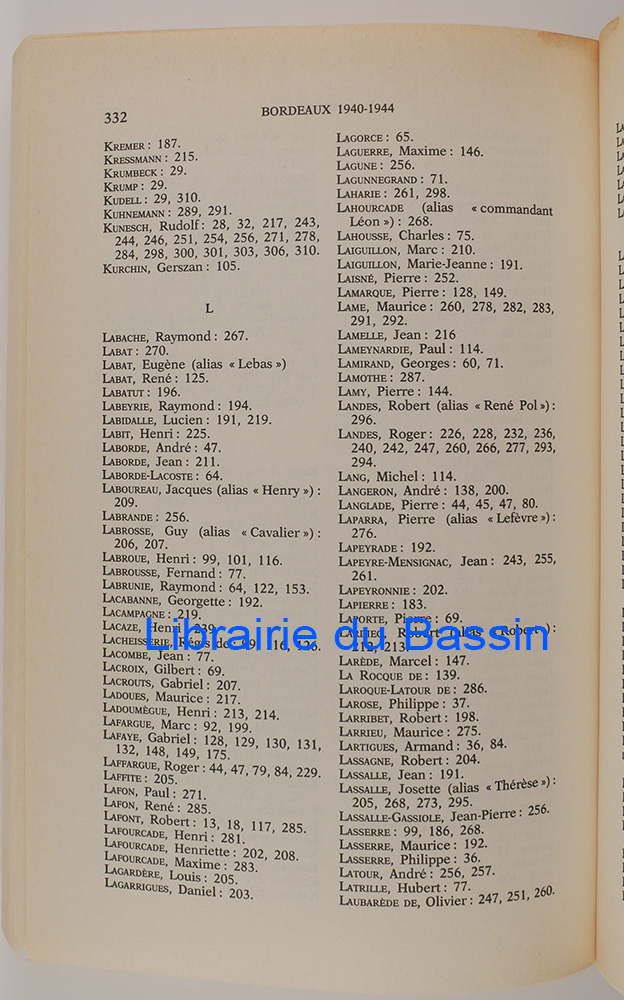 332
BORDEAUX 1940-1944
KREMER : 187.
KRESSMANN : 215.
KRUMBECK : 29.
KRUMP : 29.
KUDELL : 29, 310.
KUHNEMANN : 289, 291.
KUNESCH, Rudolf : 28, 32, 217, 243,
244, 246, 251, 254, 256, 271, 278,
284, 298, 300, 301, 303, 306, 310.
KURCHIN, Gerszan : 105.
L
LABACHE, Raymond : 267.
LABAT : 270.
LABAT, Eugène (alias « Lebas »)
LABAT, René : 125.
LABATUT : 196.
LABEYRIE, Raymond : 194.
LABIDALLE, Lucien : 191, 219.
LABIT, Henri : 225.
LABORDE, André : 47.
LABORDE, Jean : 211.
LABORDE-LACOSTE : 64.
LABOUREAU, Jacques (alias « Henry ») :
209.
LABRANDE : 256.
LABROSSE, Guy (alias « Cavalier ») :
206, 207.
LABROUE, Henri : 99, 101, 116.
LABROUSSE, Fernand : 77.
LABRUNIE, Raymond : 64, 122, 153.
LACABANNE, Georgette : 192.
LACAMPAGNE : 219.
LACAZE, Henri : 239.
LACHEISSERIE, Régis de : 126.
LACOMBE, Jean : 77.
LACROIX, Gilbert : 69.
LACROUTS, Gabriel : 207.
LADOUES, Maurice : 217.
LADOUMÈGUE, Henri : 213, 214.
LAFARGUE, Marc : 92, 199.
LAFAYE, Gabriel : 128, 129, 130, 131,
132, 148, 149, 175.
LAFFARGUE, Roger : 44, 47, 79, 84, 229.
LAFFITE : 205.
LAFON, Paul : 271.
LAFON, René : 285.
LAFONT, Robert : 13, 18, 117, 285.
LAFOURCADE, Henri : 281.
LAFOURCADE, Henriette : 202, 208.
LAFOURCADE, Maxime : 283.
LAGARDÈRE, Louis : 205.
LAGARRIGUES, Daniel : 203.
LAGORCE : 65.
LAGUERRE, Maxime : 146.
LAGUNE : 256.
LAGUNNEGRAND : 71.
LAHARIE : 261, 298.
LAHOURCADE (alias « commandant
Léon ») : 268.
LAHOUSSE, Charles : 75.
LAIGUILLON, Marc : 210.
LAIGUILLON, Marie-Jeanne : 191.
LAISNÉ, Pierre : 252.
LAMARQUE, Pierre : 128, 149.
LAME, Maurice : 260, 278, 282, 283,
291, 292.
LAMELLE, Jean : 216
LAMEYNARDIE, Paul : 114.
LAMIRAND, Georges : 60, 71.
LAMOTHE : 287.
LAMY, Pierre : 144.
LANDES, Robert (alias « René Pol ») :
296.
LANDES, Roger : 226, 228, 232, 236,
240, 242, 247, 260, 266, 277, 293,
294.
LANG, Michel : 114.
LANGERON, André : 138, 200.
LANGLADE, Pierre : 44, 45, 47, 80.
LAPARRA, Pierre (alias « Lefèvre ») :
276.
LAPEYRADE : 192.
LAPEYRE-MENSIGNAC, Jean : 243, 255,
261.
LAPEYRONNIE : 202.
LAPIERRE : 183.
LAPORTE, Pierre : 69.
Robert (alias « Robert ») :
213.
LARÈDE, Marcel : 147.
LA ROCQUE DE : 139.
LAROQUE-LATOUR DE : 286.
LAROSE, Philippe : 37.
LARRIBET, Robert : 198.
LARRIEU, Maurice : 275.
LARTIGUES, Armand : 36, 84.
LASSAGNE, Robert : 204.
LASSALLE, Jean : 191.
LASSALLE, Josette (alias « Thérèse ») :
205, 268, 273, 295.
LASSALLE-GASSIOLE, Jean-Pierre : 256.
LASSERRE : 99, 186, 268.
LASSERRE, Maurice : 192.
LASSERRE, Philippe : 36.
LATOUR, André : 256, 257.
LATRILLE, Hubert : 77.
LAUBARÈDE DE, Olivier : 247, 251, 260.
Librairie du Bassin